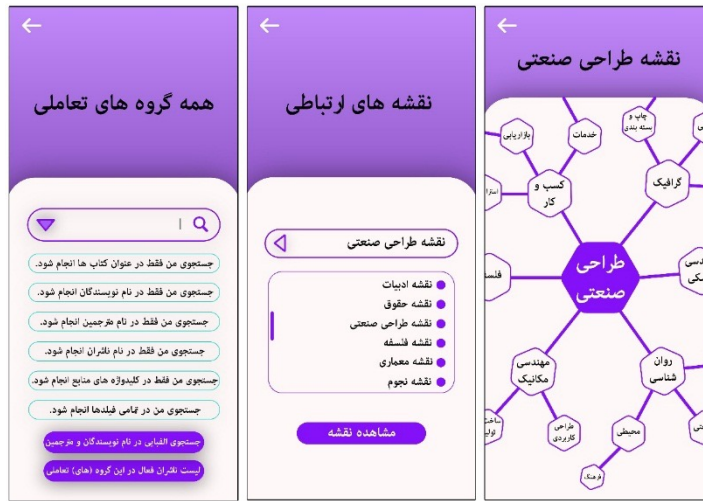 همه گروه های تعاملی
جستجوی من فقط در عنوان کتاب ها انجام شود.
جستجوی من فقط در نام نویسندگان انجام شود.
جستجوی من فقط در نام مترجمین انجام شود.
جستجوی من فقط در نام ناشران انجام شود.
جستجوی من فقط در کلیدواژه های منابع انجام شود.
جستجوی من در تمامی فیلدها انجام شود.
جستجوی الفبایی در نام نویسندگان و مترجمین
لیست ناشران فعال در این گروه (های) تعاملی
نقشه های ارتباطی
نقشه طراحی صنعتی
نقشه ادبیات
نقشه حقوق
نقشه طراحی صنعتی
نقشه فلسفه
نقشه معماری
نقشه نجوم
مشاهده نقشه
نقشه طراحی صنعتی
چاپ و
بسته بندی
خدمات
بازاریابی
گرافیک
کسب و
کار
طراحی
صنعتی
روان
شناسی
مهندسی
مکانیک
محیطی
طراحی
کاربردی
فرهنگ